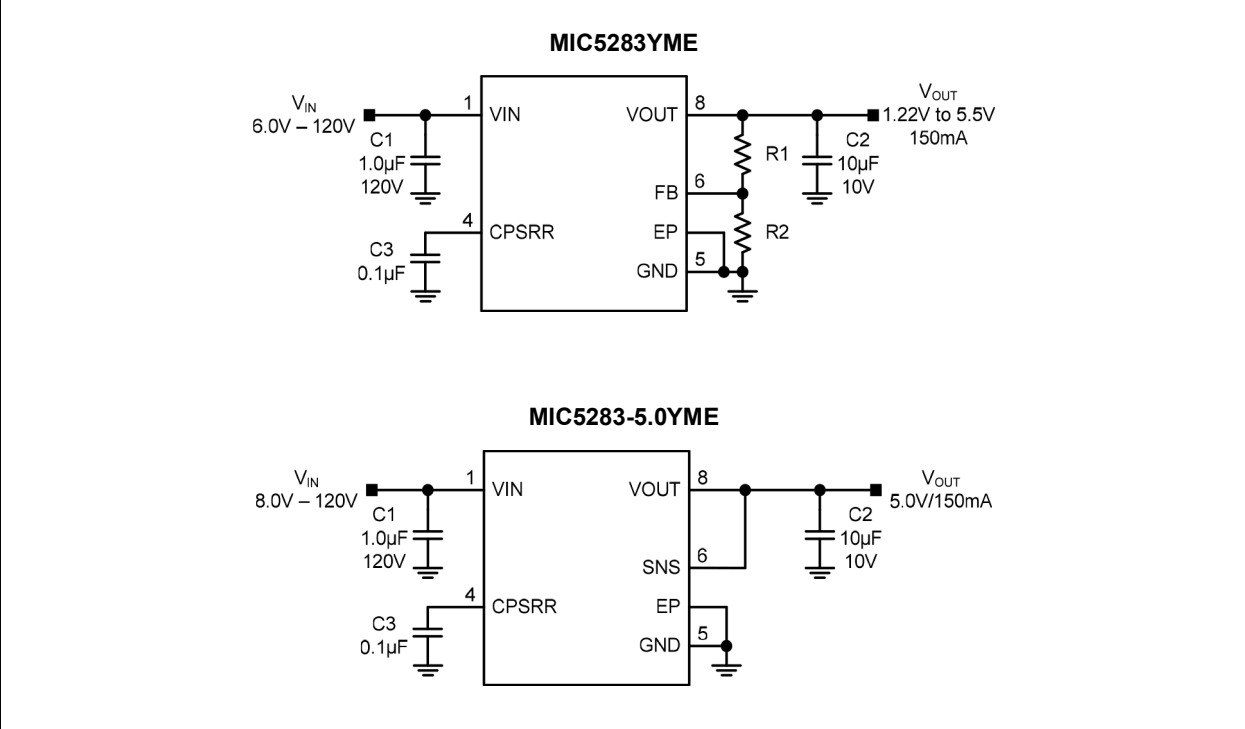 MIC5283YME
VIN
6.0V – 120V
1
VIN
C1
1.0µF
120V
4
CPSRR
C3
0.1µF
VOUT
8
VOUT
1.22V to 5.5V
150mA
R1
C2
10µF
10V
6
FB
EP
R2
GND
5
MIC5283-5.0YME
VIN
8.0V – 120V
1
VIN
C1
1.0µF
120V
4
CPSRR
C3
0.1µF
VOUT
8
VOUT
5.0V/150mA
C2
10µF
10V
6
SNS
EP
GND
5